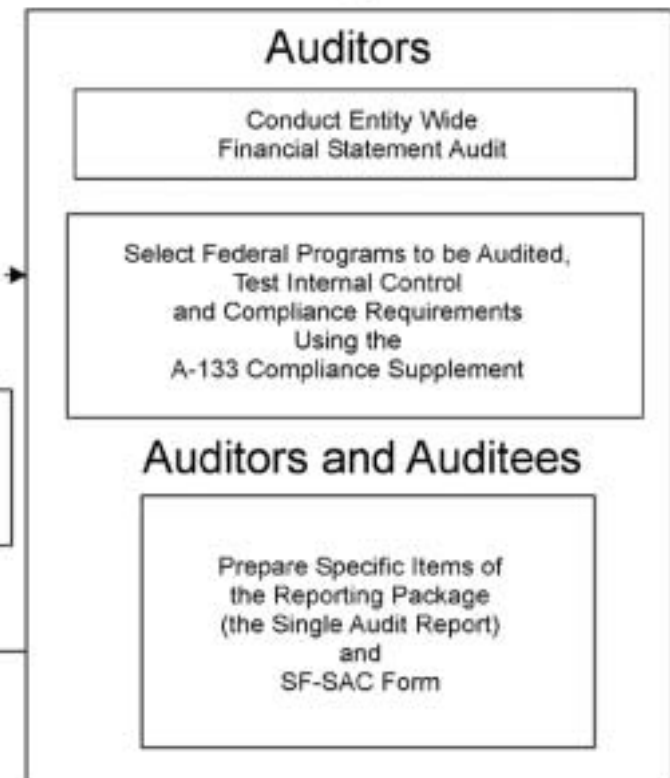 Auditors
Conduct Entity Wide
Financial Statement Audit
Select Federal Programs to be Audited,
Test Internal Control
and Compliance Requirements
Using the
A-133 Compliance Supplement
Auditors and Auditees
Prepare Specific Items of
the Reporting Package
(the Single Audit Report)
and
SF-SAC Form